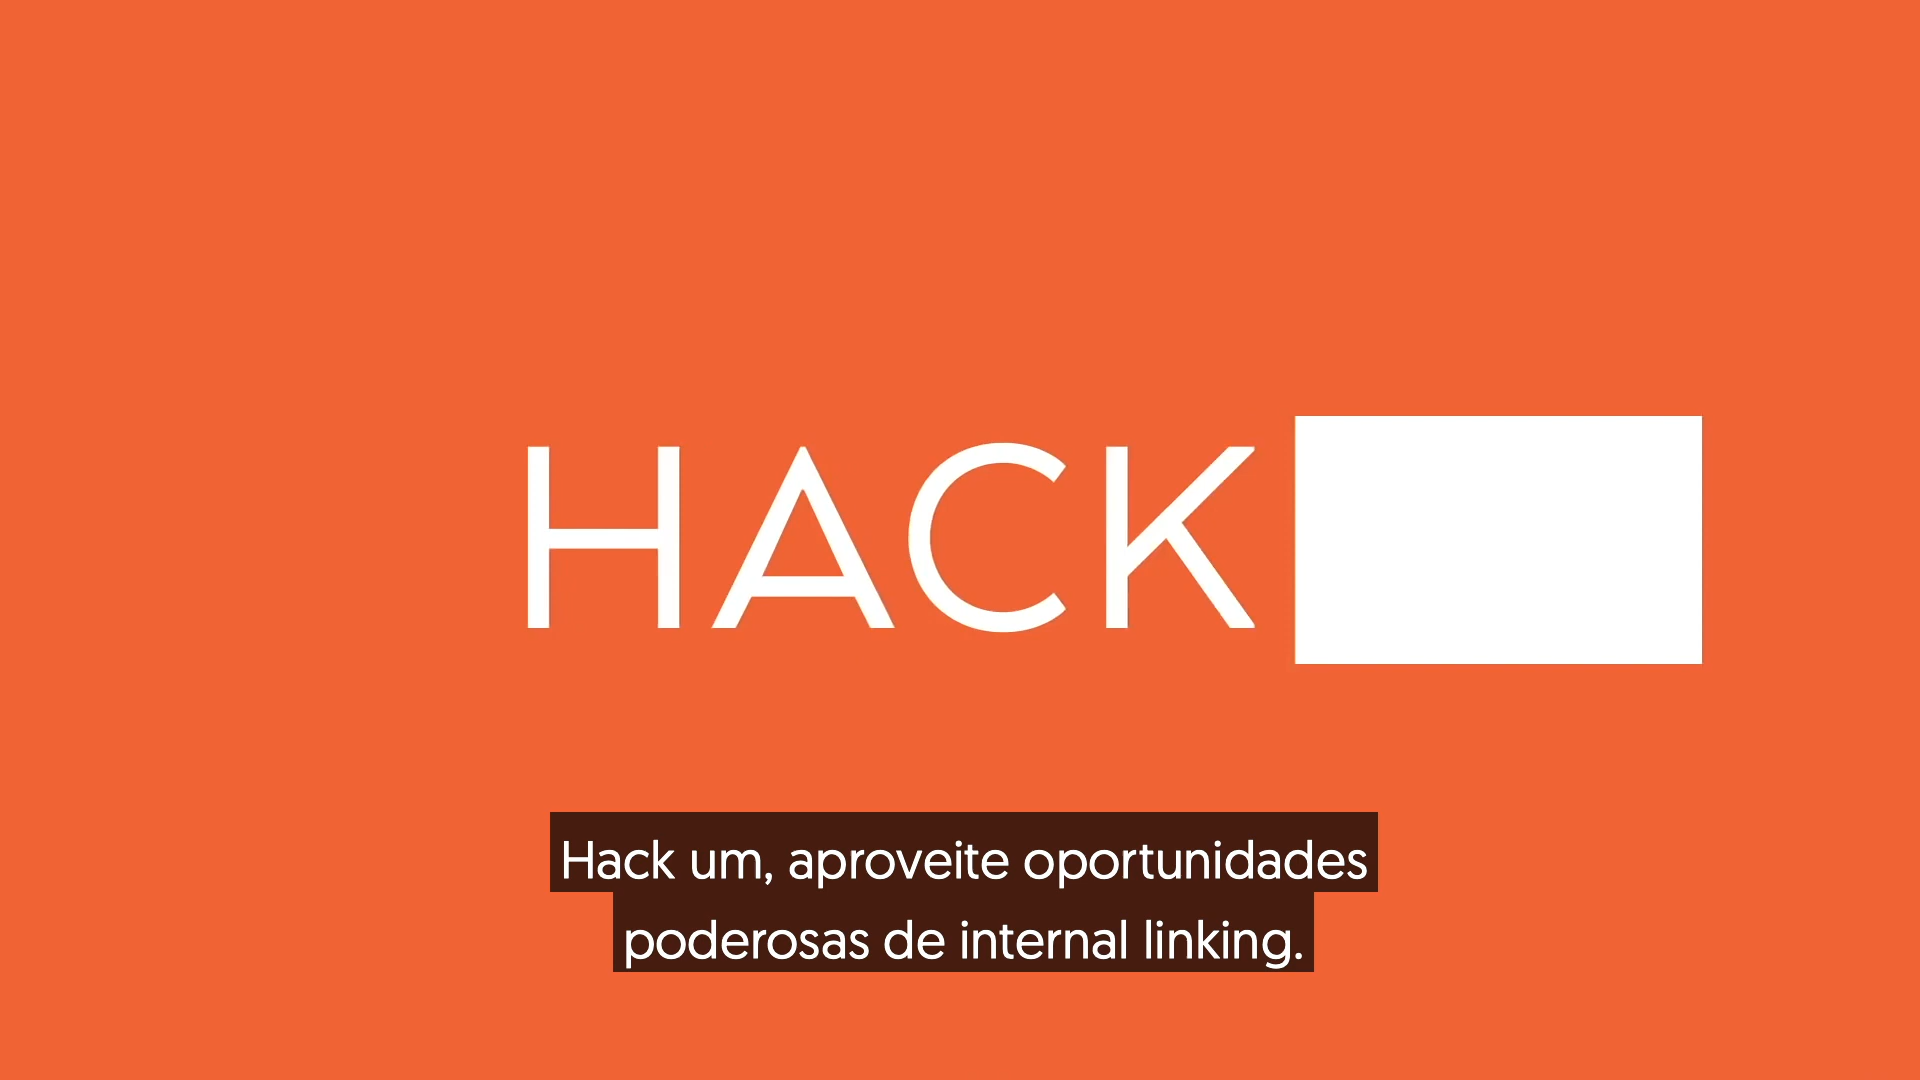 HACK
Hack um, aproveite oportunidades
poderosas de internal linking.